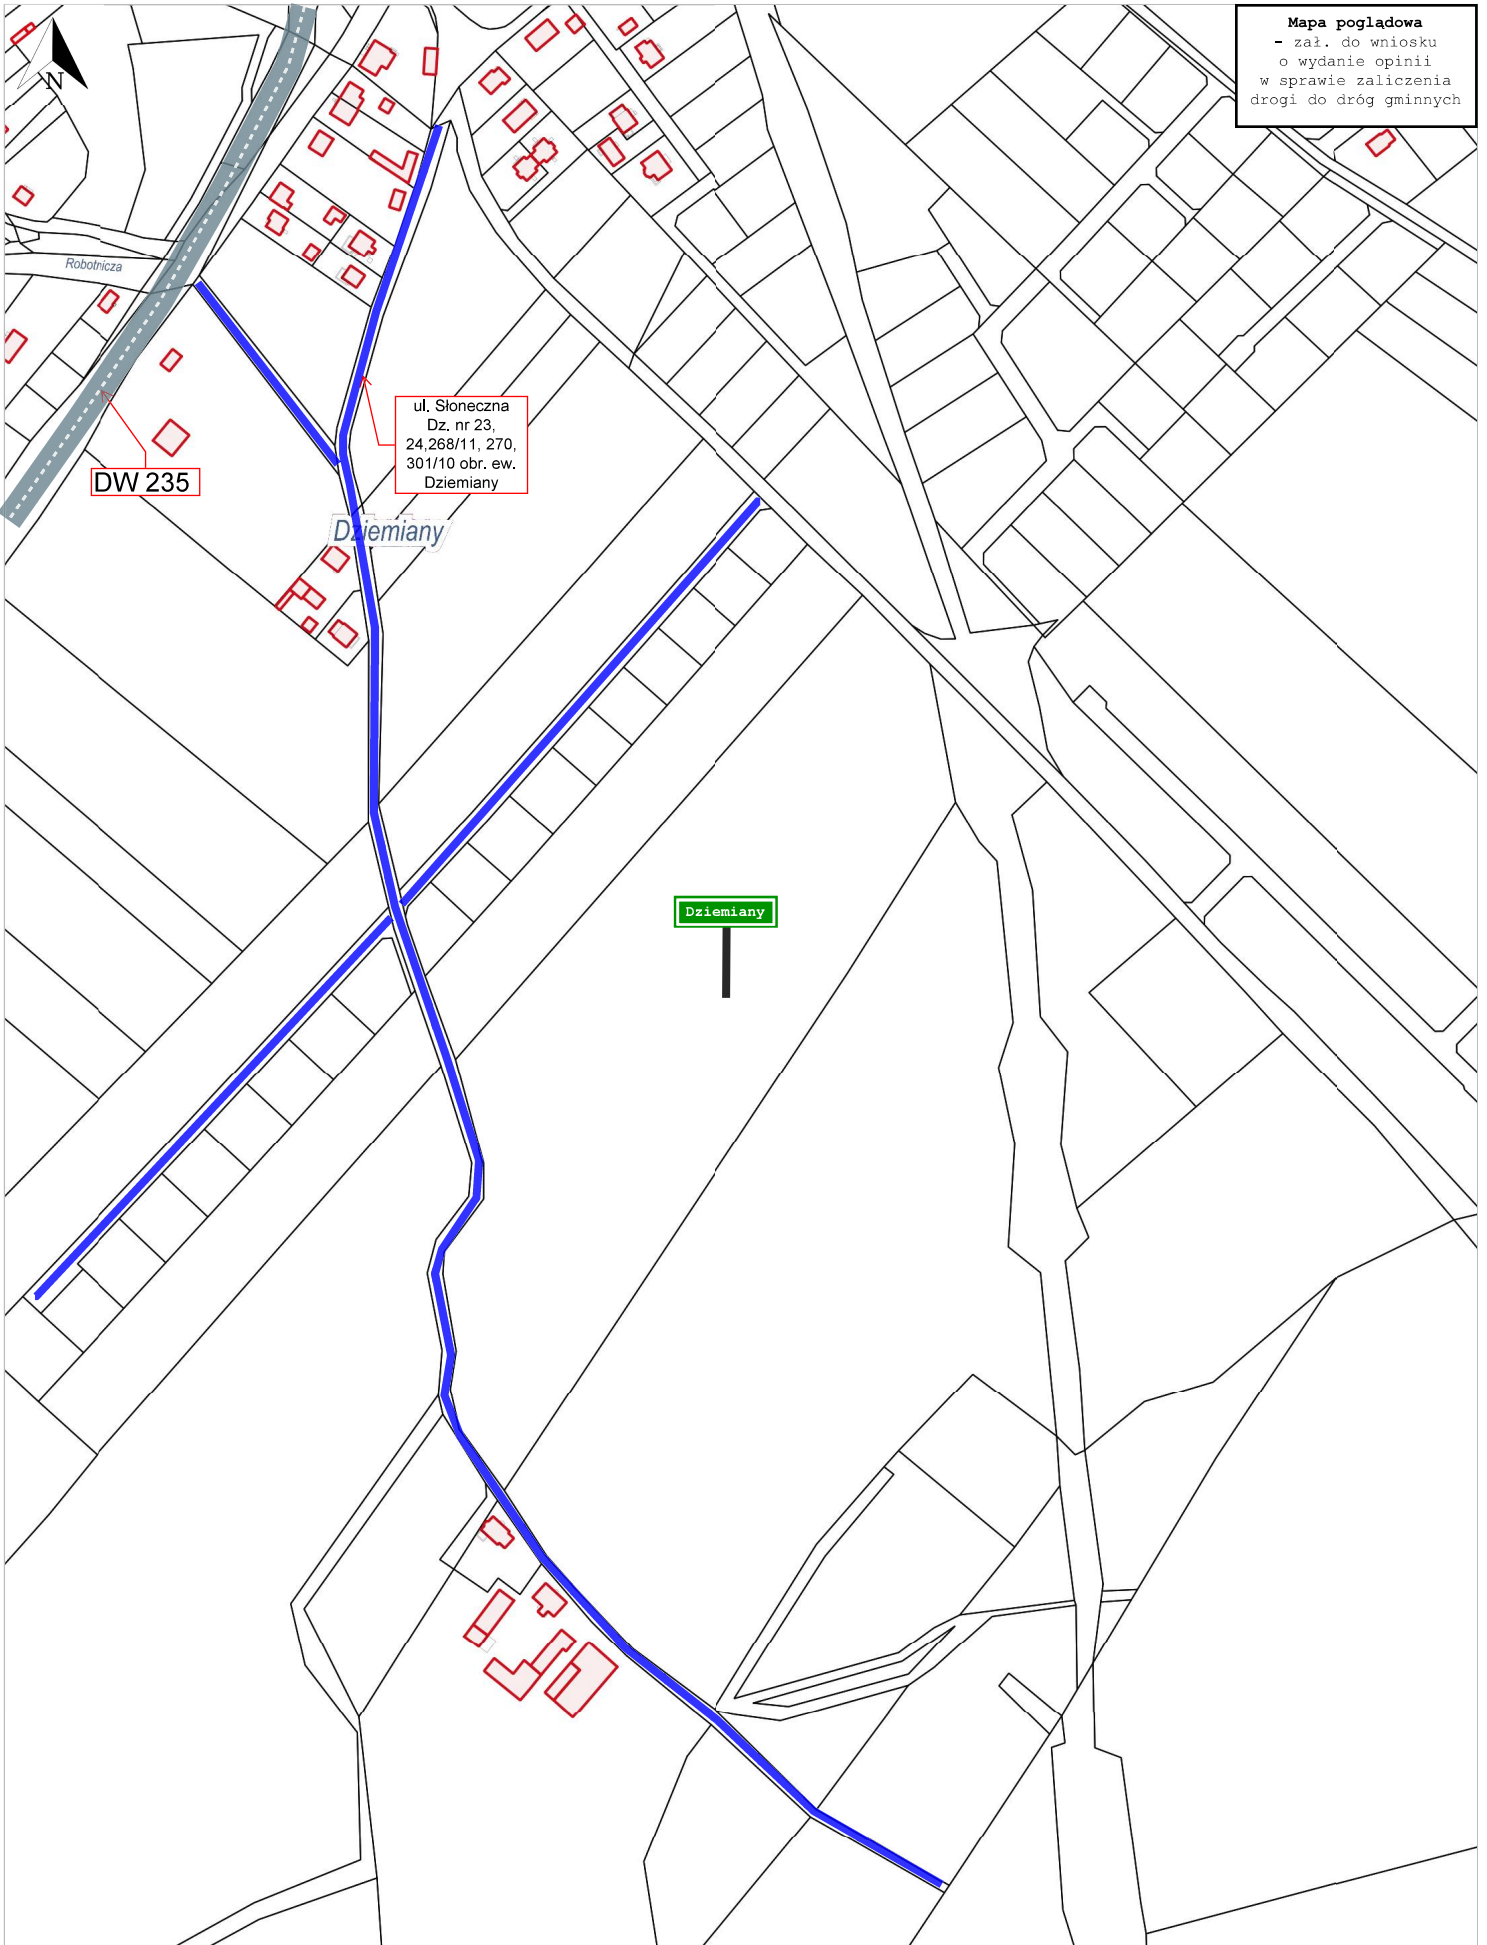 Mapa poglądowa
- zał. do wniosku
o wydanie opinii
w sprawie zaliczenia
drogi do dróg gminnych
N
Robotnicza
ul. Słoneczna
Dz. nr 23,
24,268/11, 270,
301/10 obr. ew.
Dziemiany
DW 235
Dziemiany
Dziemiany